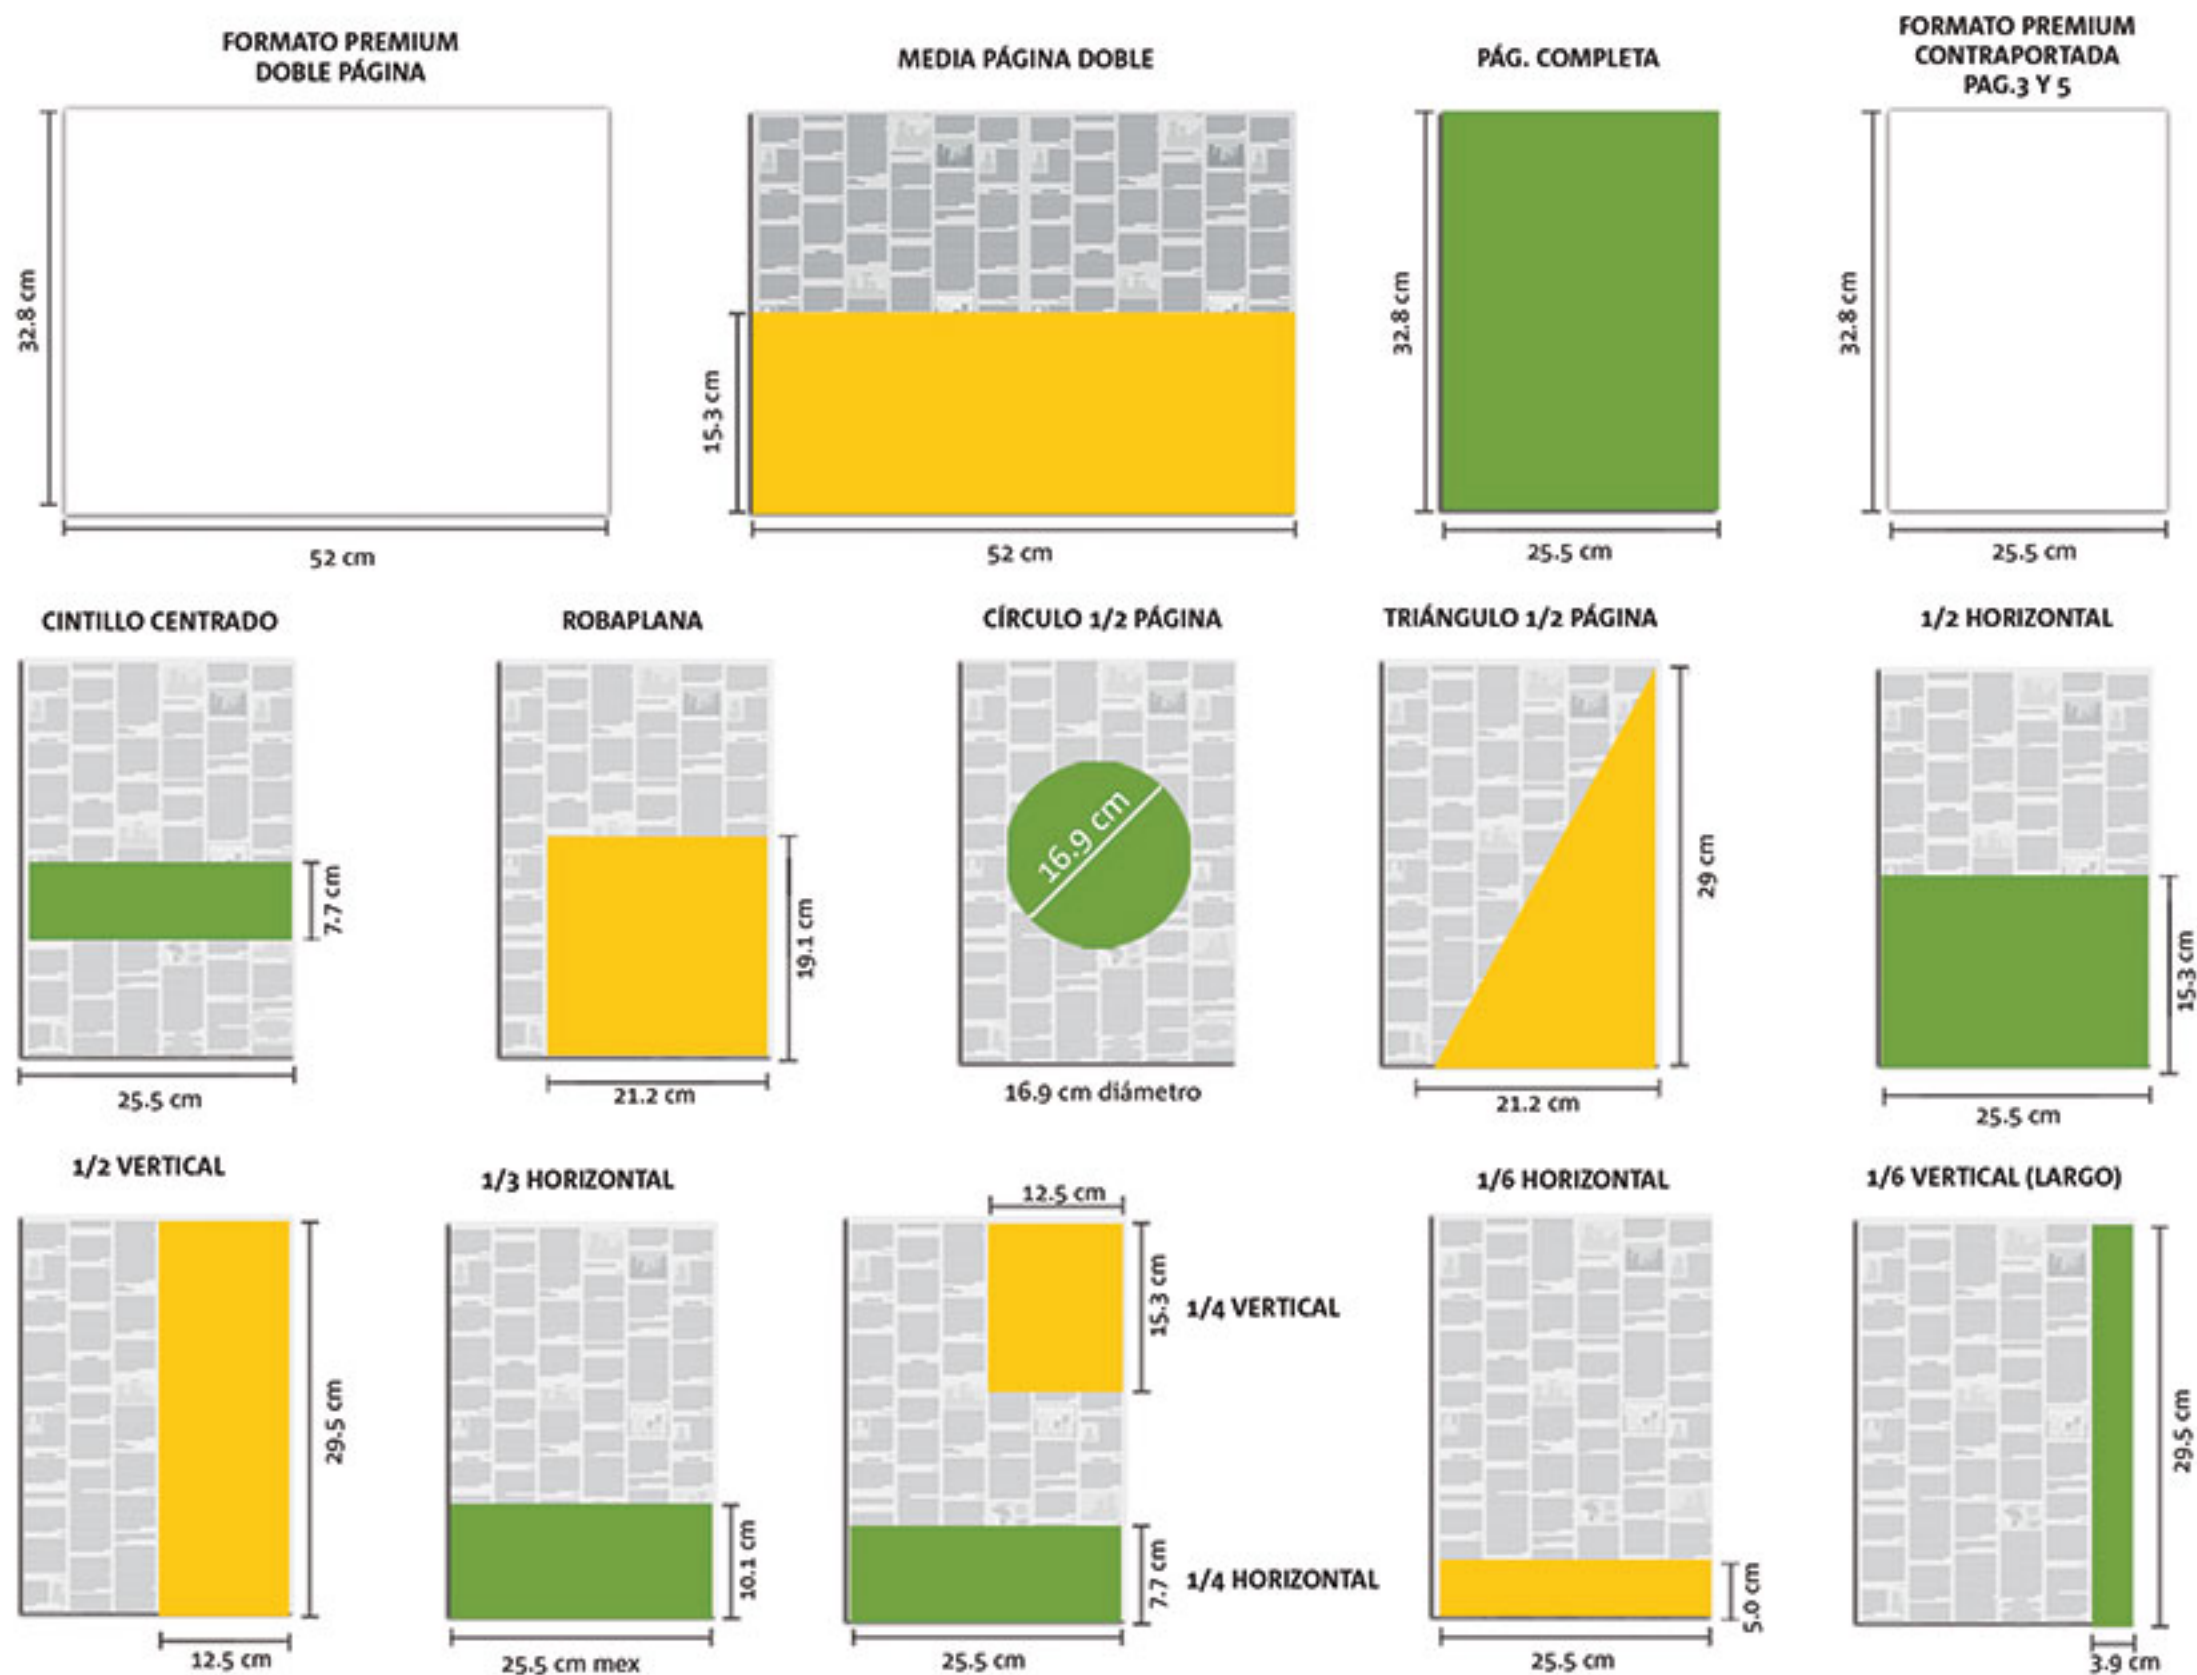 FORMATO PREMIUM
DOBLE PÁGINA
32.8 cm
52 cm
MEDIA PÁGINA DOBLE
15.3 cm
52 cm
PÁG. COMPLETA
32.8 cm
25.5 cm
FORMATO PREMIUM
CONTRAPORTADA
PAG.3 Y 5
32.8 cm
25.5 cm
CINTILLO CENTRADO
7.7 cm
25.5 cm
ROBAPLANA
19.1 cm
21.2 cm
CÍRCULO 1/2 PÁGINA
16.9 cm
16.9 cm diámetro
TRIÁNGULO 1/2 PÁGINA
29 cm
21.2 cm
1/2 HORIZONTAL
15.3 cm
25.5 cm
1/2 VERTICAL
29.5 cm
12.5 cm
1/3 HORIZONTAL
10.1 cm
25.5 cm mex
12.5 cm
15.3 cm
1/4 VERTICAL
7.7 cm
1/4 HORIZONTAL
25.5 cm
1/6 HORIZONTAL
5.0 cm
25.5 cm
1/6 VERTICAL (LARGO)
29.5 cm
3.9 cm